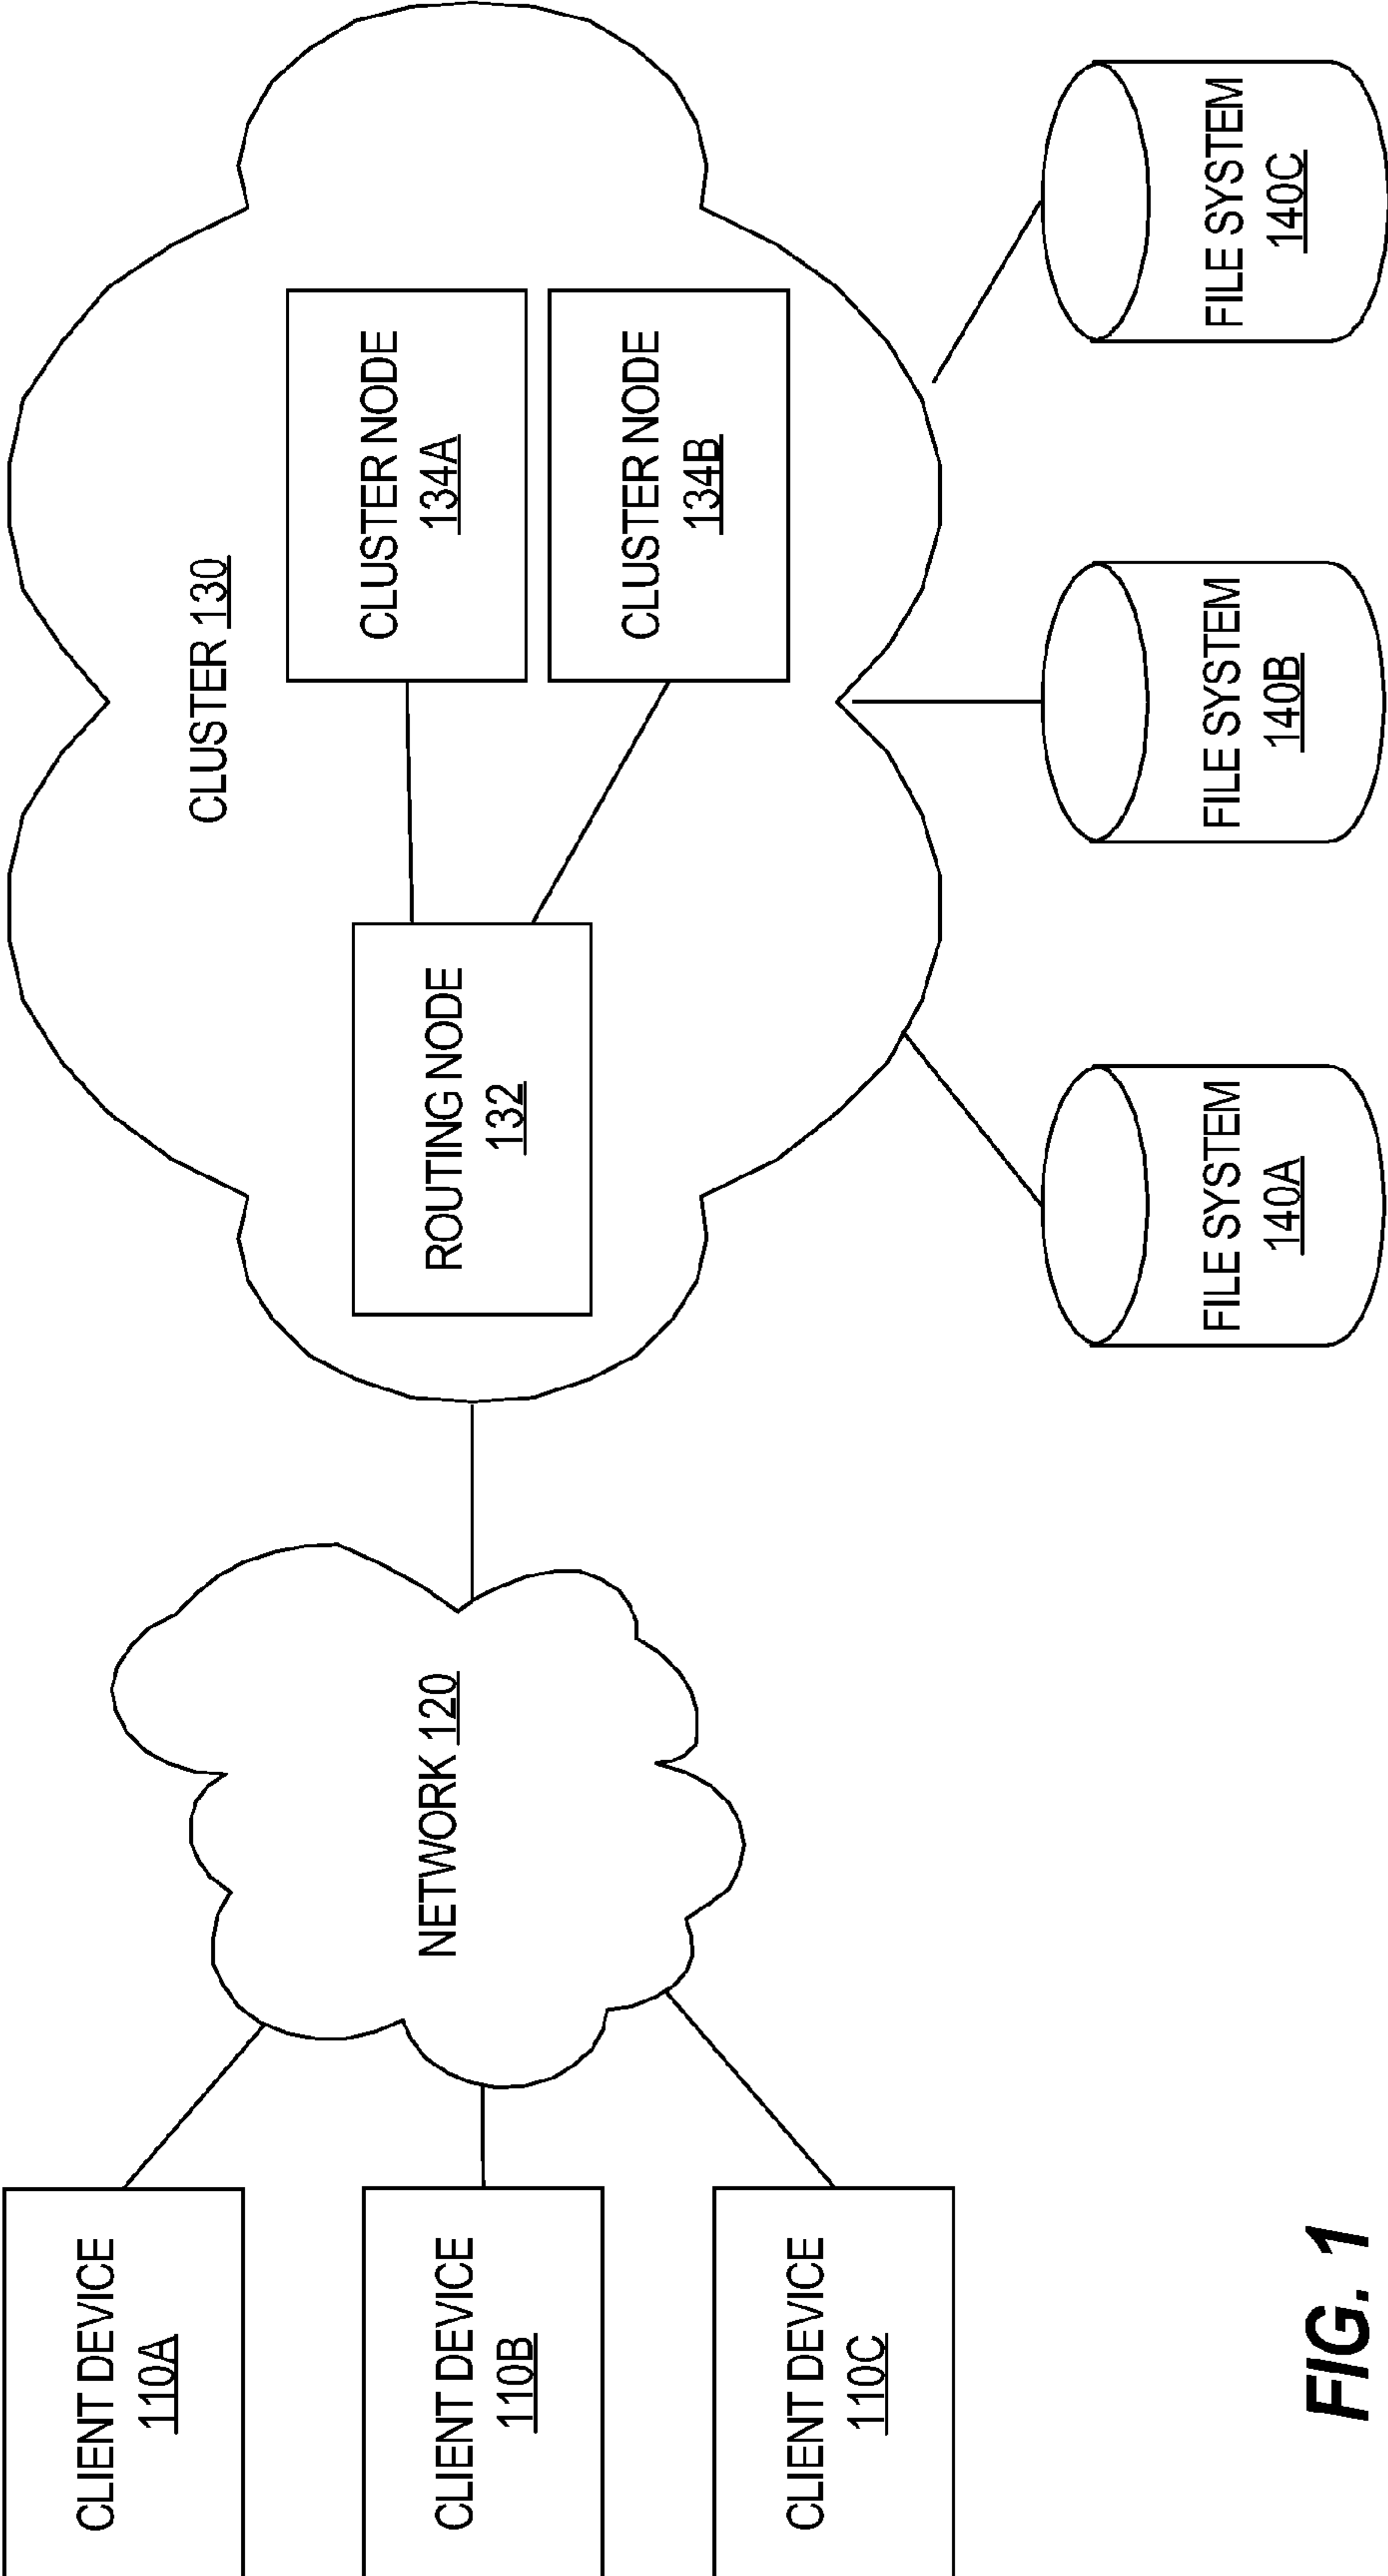 CLUSTER 130
CLIENT DEVICE
110A
NETWORK 120
ROUTING NODE
132
CLUSTER NODE
134A
CLIENT DEVICE
110B
CLUSTER NODE
134B
CLIENT DEVICE
110C
FILE SYSTEM
140A
FILE SYSTEM
140B
FILE SYSTEM
140C
FIG. 1